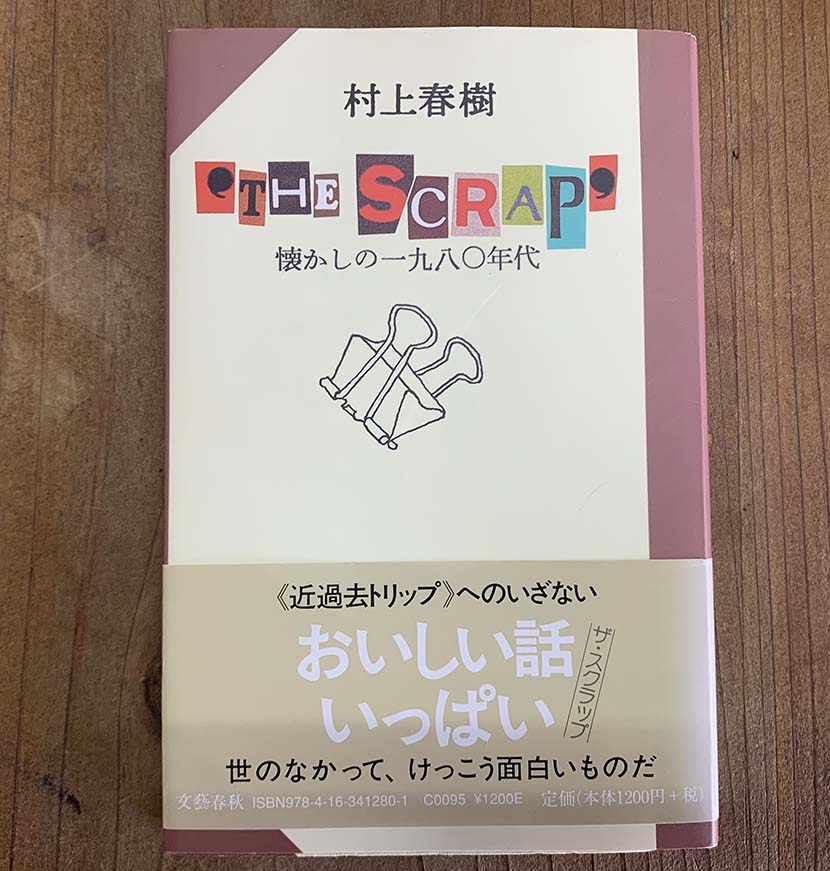 村上春樹
‘THE SCRAP’
懐かしの一九八〇年代
《近過去トリップ》へのいざない
おいしい話
いっぱい
ザ・スクラップ
世のなかって、けっこう面白いものだ
文藝春秋 ISBN978-4-16-341280-1 C0095 ¥1200E 定価(本体1200円+税)